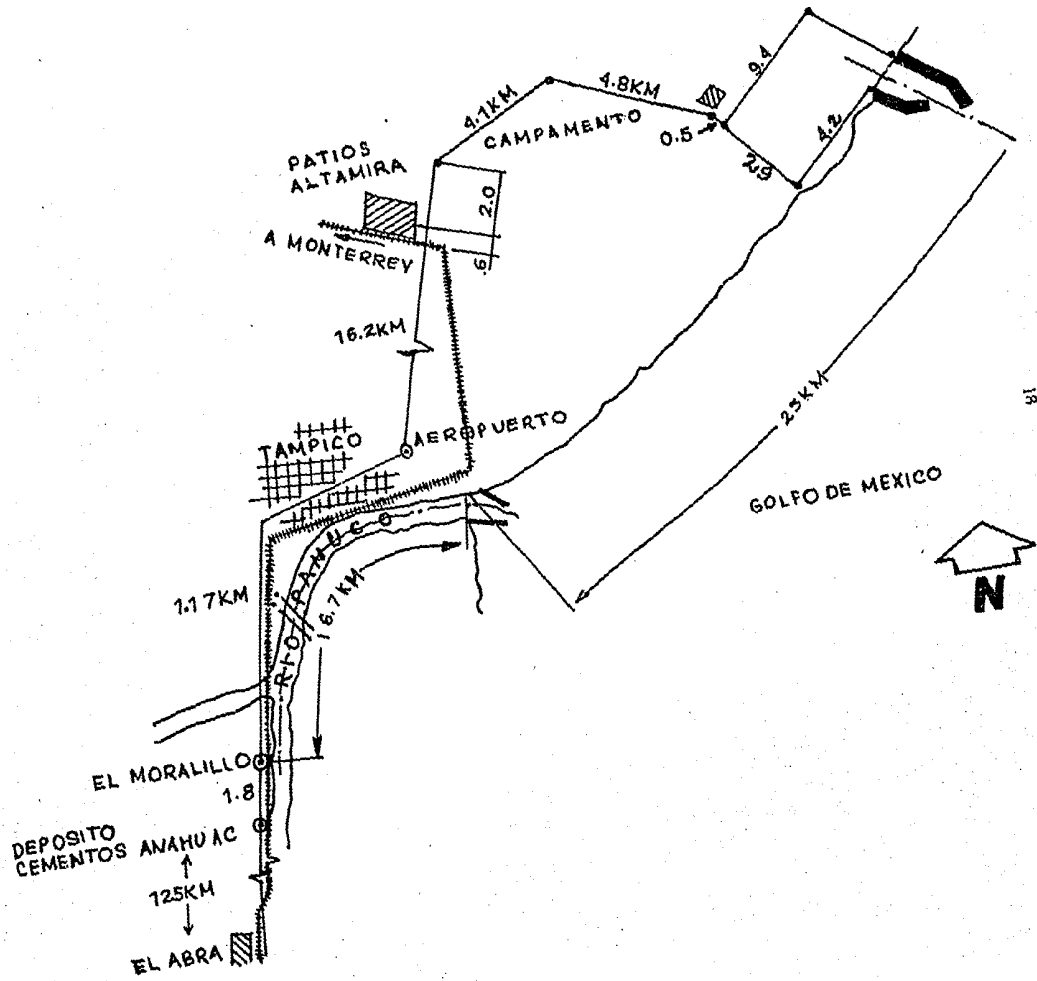 9.4
4.8KM
4.1KM
CAMPAMENTO
0.5
4.2
2.9
PATIOS
ALTAMIRA
2.0
A MONTERREY
.6
16.2KM
25KM
18
TAMPICO
AEROPUERTO
GOLFO DE MEXICO
N
RIO PANUCO
1.17KM
16.7KM
EL MORALILLO
1.8
DEPOSITO
CEMENTOS ANAHUAC
125KM
EL ABRA